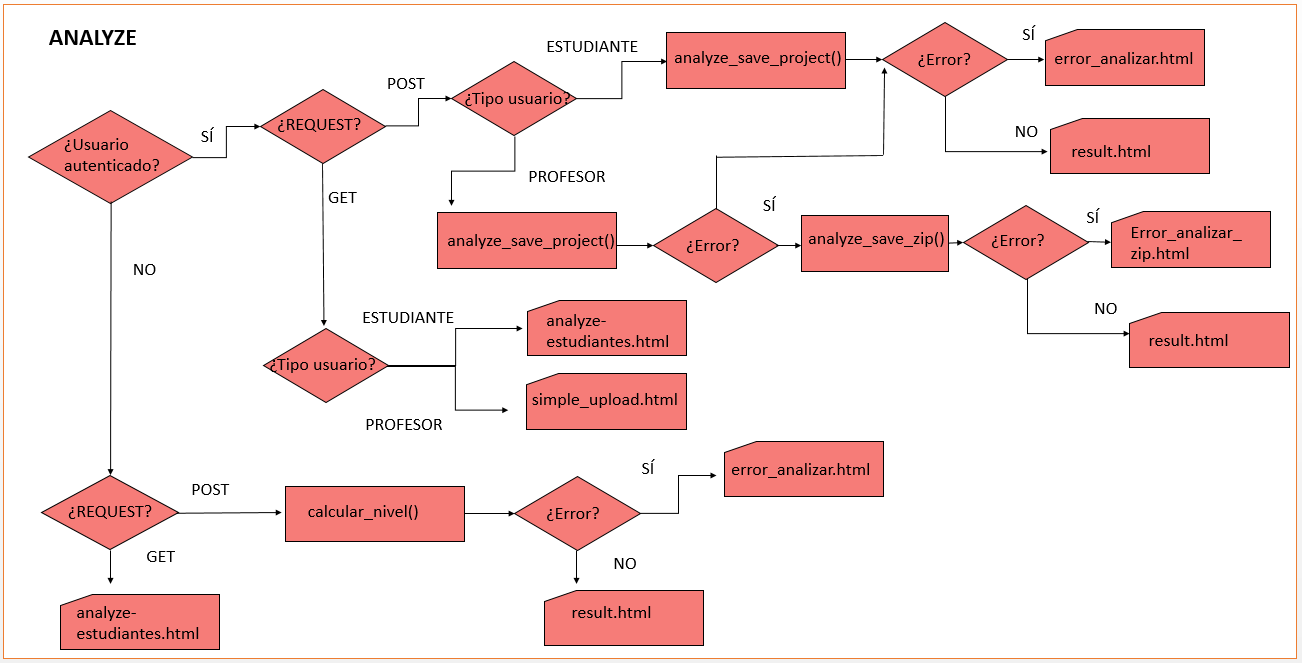 ANALYZE
¿Usuario
autenticado?
SÍ
¿REQUEST?
POST
¿Tipo usuario?
ESTUDIANTE
analyze_save_project()
¿Error?
SÍ
error_analizar.html
NO
result.html
PROFESOR
analyze_save_project()
¿Error?
SÍ
analyze_save_zip()
¿Error?
SÍ
Error_analizar_
zip.html
NO
result.html
GET
¿Tipo usuario?
ESTUDIANTE
analyze-
estudiantes.html
simple_upload.html
PROFESOR
NO
¿REQUEST?
POST
calcular_nivel()
¿Error?
SÍ
error_analizar.html
NO
result.html
GET
analyze-
estudiantes.html